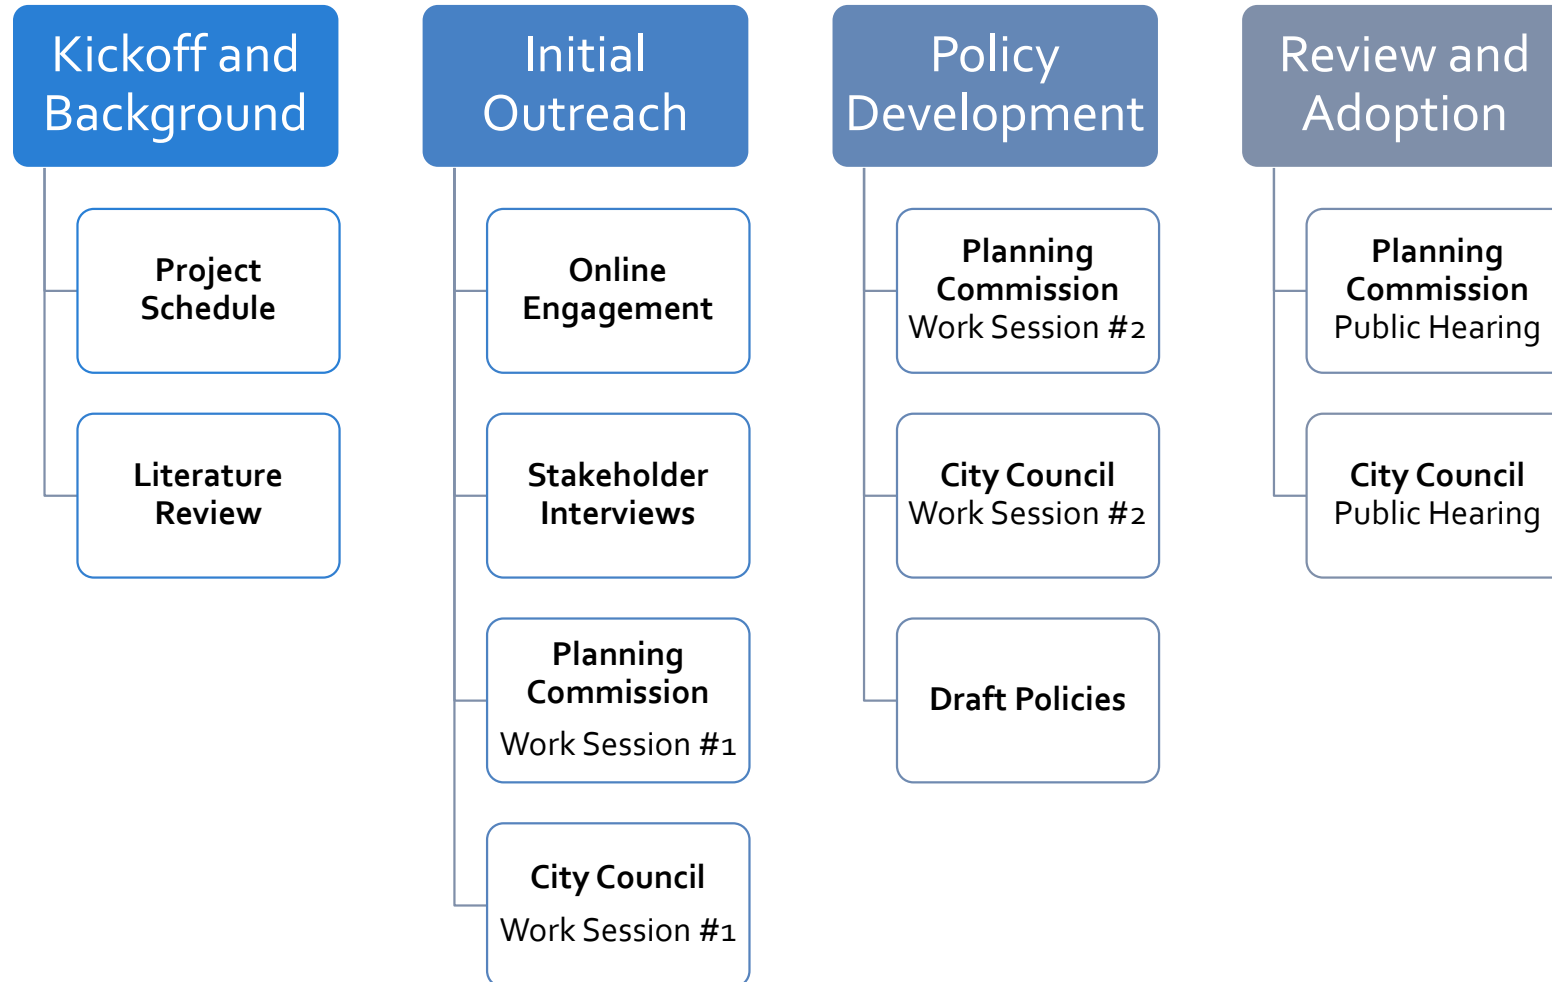 Kickoff and
Background
Project
Schedule
Literature
Review
Initial
Outreach
Online
Engagement
Stakeholder
Interviews
Planning
Commission
Work Session #1
City Council
Work Session #1
Policy
Development
Planning
Commission
Work Session #2
City Council
Work Session #2
Draft Policies
Review and
Adoption
Planning
Commission
Public Hearing
City Council
Public Hearing